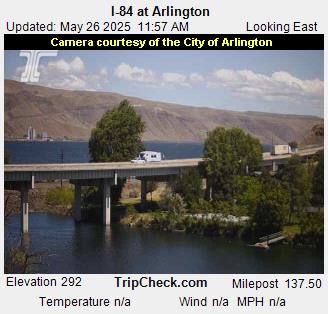 I-84 at Arlington
Updated: May 26 2025 11:57 AM Looking East
Camera courtesy of the City of Arlington
Elevation 292 TripCheck.com Milepost 137.50
Temperature n/a Wind n/a MPH n/a